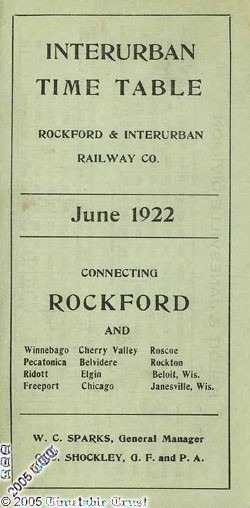 INTERURBAN
TIME TABLE
ROCKFORD & INTERURBAN
RAILWAY CO.
June 1922
CONNECTING
ROCKFORD
AND
Winnebago Cherry Valley Roscoe
Pecatonica Belvidere Rockton
Ridott Elgin Beloit, Wis.
Freeport Chicago Janesville, Wis.
W. C. SPARKS, General Manager
SHOCKLEY, G. F. and P. A.
© 2005
© 2005 Timetable Trust